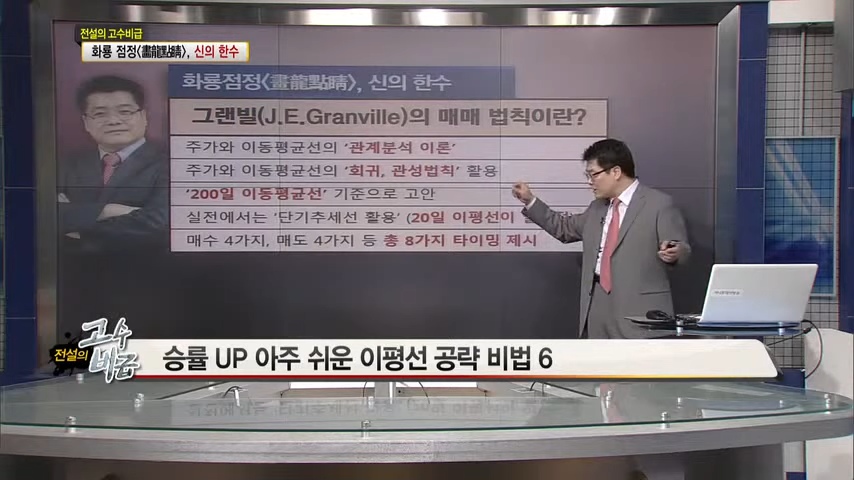 전설의 고수비급
화룡 점정<畵龍點睛>, 신의 한수
화룡점정<畵龍點睛>, 신의 한수
그랜빌(J.E.Granville)의 매매 법칙이란?
주가와 이동평균선의 '관계분석 이론'
주가와 이동평균선의 '회귀, 관성법칙' 활용
'200일 이동평균선' 기준으로 고안
실전에서는 '단기추세선 활용' (20일 이평선이
매수 4가지, 매도 4가지 등 총 8가지 타이밍 제시
전설의 고수비급
승률 UP 아주 쉬운 이평선 공략 비법 6